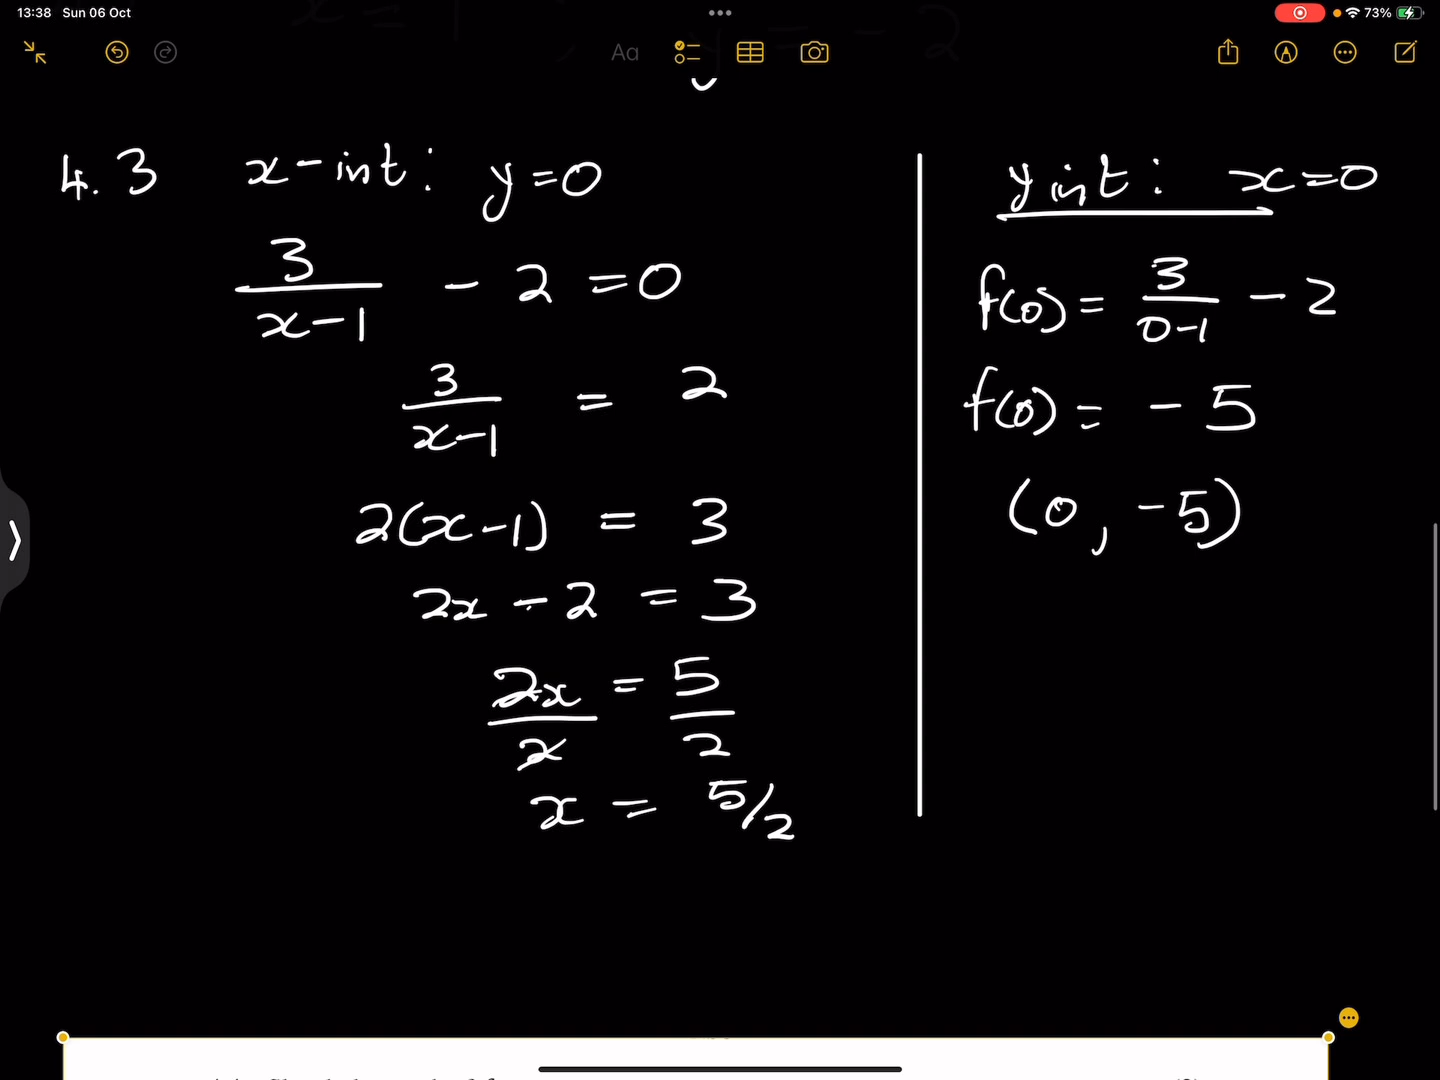 13:38 Sun 06 Oct
73%
Aa
4.3 x-int: y=0
3/(x-1) - 2 = 0
3/(x-1) = 2
2(x-1) = 3
2x - 2 = 3
2x/2 = 5/2
x = 5/2
y int: x=0
f(0) = 3/(0-1) - 2
f(0) = -5
(0, -5)